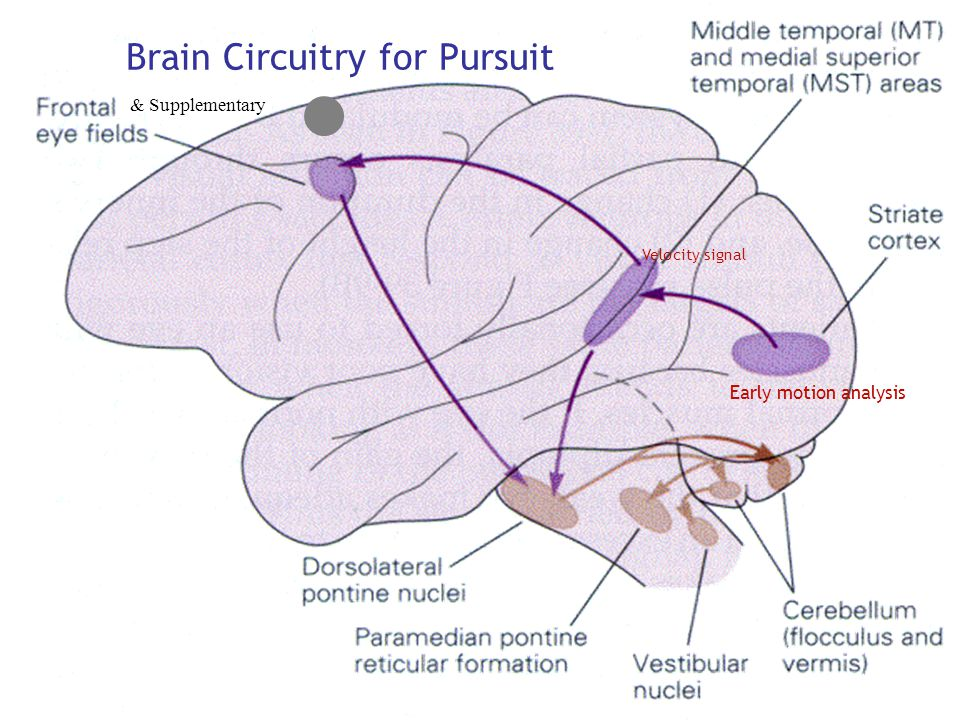 Brain Circuitry for Pursuit
Middle temporal (MT)
and medial superior
temporal (MST) areas
& Supplementary
Frontal
eye fields
Striate
cortex
Velocity signal
Early motion analysis
Dorsolateral
pontine nuclei
Paramedian pontine
reticular formation
Vestibular
nuclei
Cerebellum
(flocculus and
vermis)